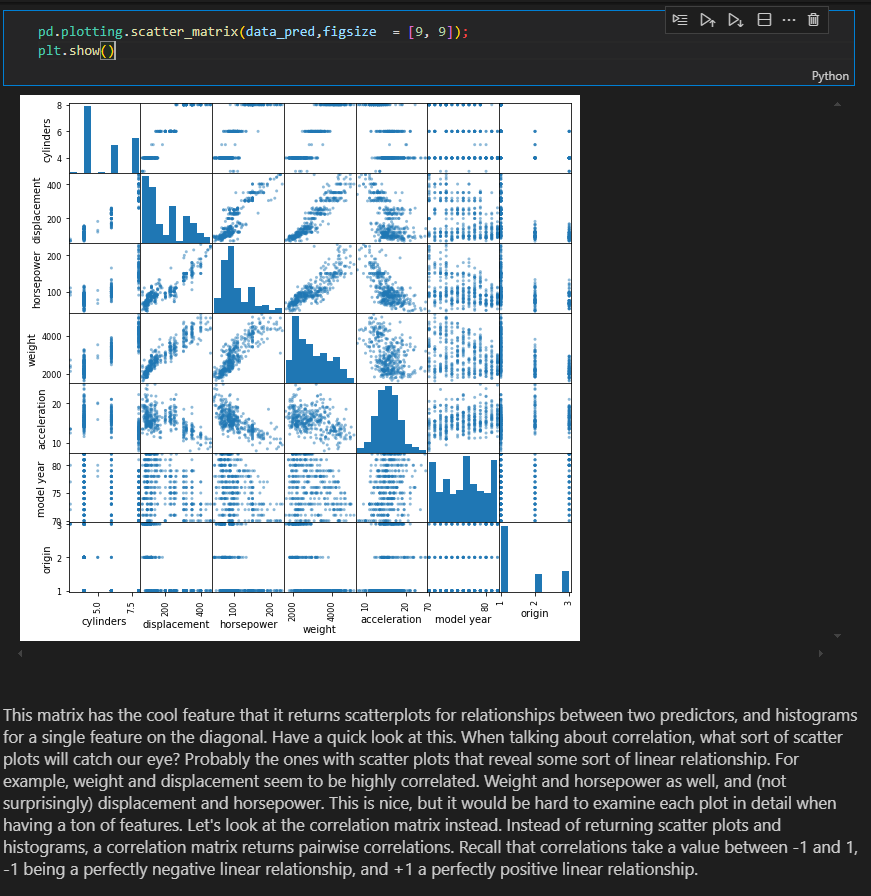 pd.plotting.scatter_matrix(data_pred,figsize  = [9, 9]);
plt.show()
Python
cylinders
8
6
4
displacement
400
200
horsepower
200
100
weight
4000
2000
acceleration
20
10
model year
80
75
70
origin
3
2
1
5.0 7.5 200 400 100 200 2000 4000 10 20 70 80 1 2 3
cylinders displacement horsepower weight acceleration model year origin
This matrix has the cool feature that it returns scatterplots for relationships between two predictors, and histograms
for a single feature on the diagonal. Have a quick look at this. When talking about correlation, what sort of scatter
plots will catch our eye? Probably the ones with scatter plots that reveal some sort of linear relationship. For
example, weight and displacement seem to be highly correlated. Weight and horsepower as well, and (not
surprisingly) displacement and horsepower. This is nice, but it would be hard to examine each plot in detail when
having a ton of features. Let's look at the correlation matrix instead. Instead of returning scatter plots and
histograms, a correlation matrix returns pairwise correlations. Recall that correlations take a value between -1 and 1,
-1 being a perfectly negative linear relationship, and +1 a perfectly positive linear relationship.